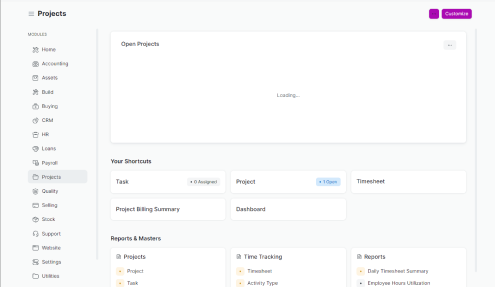 Projects
Customize
MODULES
Home
Accounting
Assets
Build
Buying
CRM
HR
Loans
Payroll
Projects
Quality
Selling
Stock
Support
Website
Settings
Utilities
Open Projects
...
Loading...
Your Shortcuts
Task
• 0 Assigned
Project
• 1 Open
Timesheet
Project Billing Summary
Dashboard
Reports & Masters
Projects
Project
Task
Time Tracking
Timesheet
Activity Type
Reports
Daily Timesheet Summary
Employee Hours Utilization